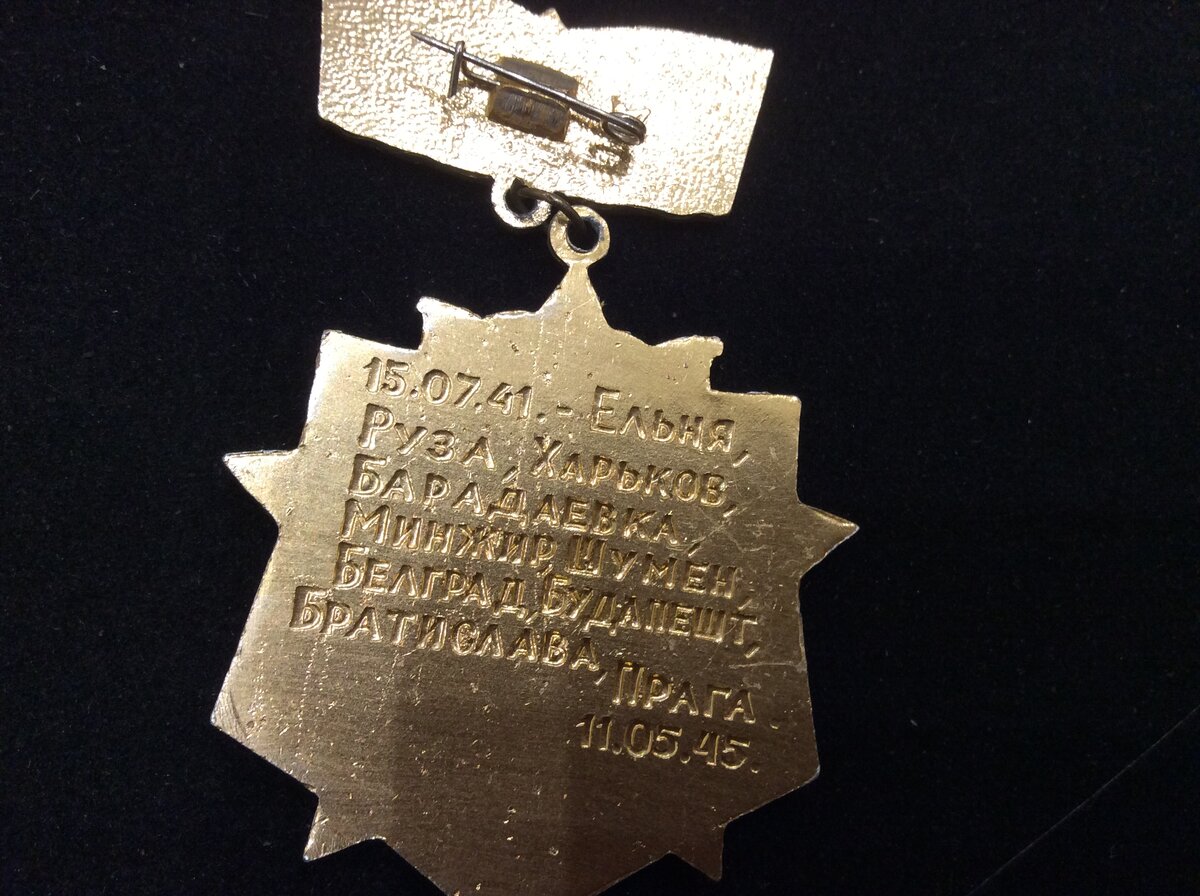 15.07.41. - ЕЛЬНЯ,
РУЗА, ХАРЬКОВ,
БАРАДАЕВКА,
МИНЖИР, ШУМЕН,
БЕЛГРАД, БУДАПЕШТ,
БРАТИСЛАВА,
ПРАГА
11.05.45.